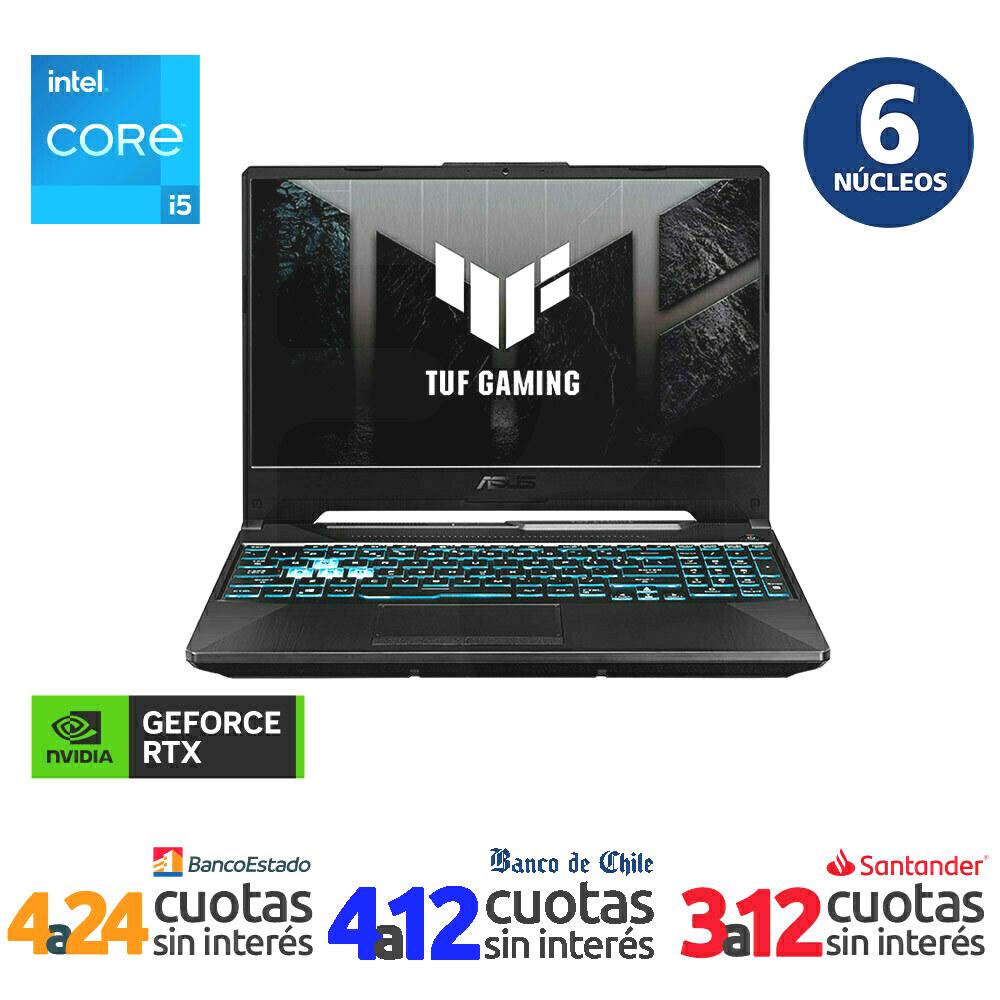 intel
CORE
i5
6
NÚCLEOS
TUF GAMING
ASUS
NVIDIA
GEFORCE
RTX
BancoEstado
4a24 cuotas
sin interés
Banco de Chile
4a12 cuotas
sin interés
Santander
3a12 cuotas
sin interés